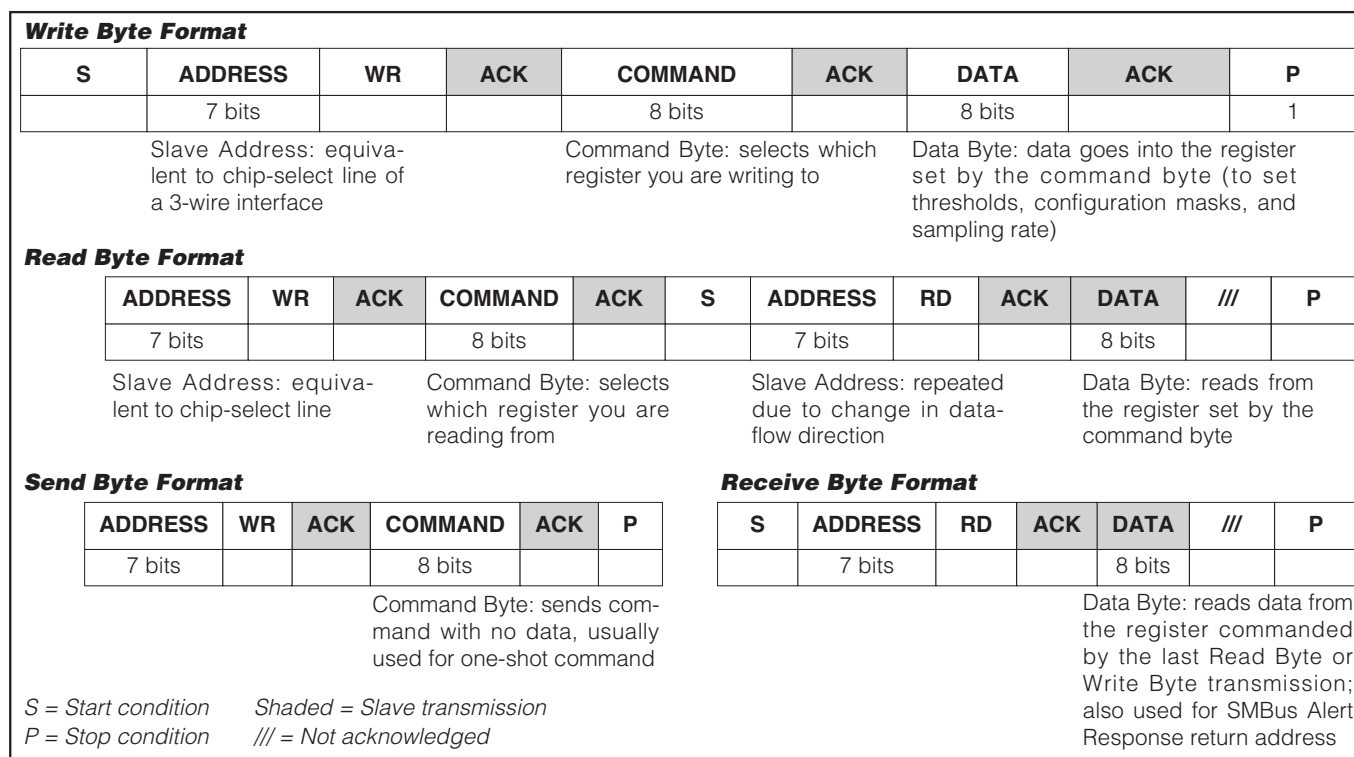 Write Byte Format
S ADDRESS WR ACK COMMAND ACK DATA ACK P
7 bits 8 bits 8 bits 1
Slave Address: equiva-
lent to chip-select line of
a 3-wire interface
Command Byte: selects which
register you are writing to
Data Byte: data goes into the register
set by the command byte (to set
thresholds, configuration masks, and
sampling rate)
Read Byte Format
ADDRESS WR ACK COMMAND ACK S ADDRESS RD ACK DATA /// P
7 bits 8 bits 7 bits 8 bits
Slave Address: equiva-
lent to chip-select line
Command Byte: selects
which register you are
reading from
Slave Address: repeated
due to change in data-
flow direction
Data Byte: reads from
the register set by the
command byte
Send Byte Format
ADDRESS WR ACK COMMAND ACK P
7 bits 8 bits
Command Byte: sends com-
mand with no data, usually
used for one-shot command
Receive Byte Format
S ADDRESS RD ACK DATA /// P
7 bits 8 bits
Data Byte: reads data from
the register commanded
by the last Read Byte or
Write Byte transmission;
also used for SMBus Alert
Response return address
S = Start condition Shaded = Slave transmission
P = Stop condition /// = Not acknowledged